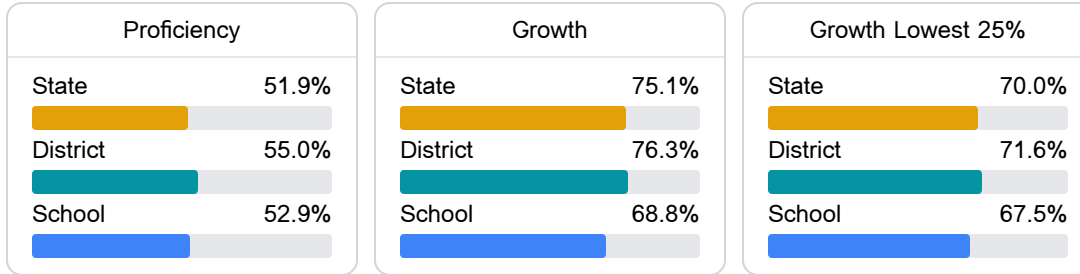 Proficiency
State 51.9%
District 55.0%
School 52.9%
Growth
State 75.1%
District 76.3%
School 68.8%
Growth Lowest 25%
State 70.0%
District 71.6%
School 67.5%